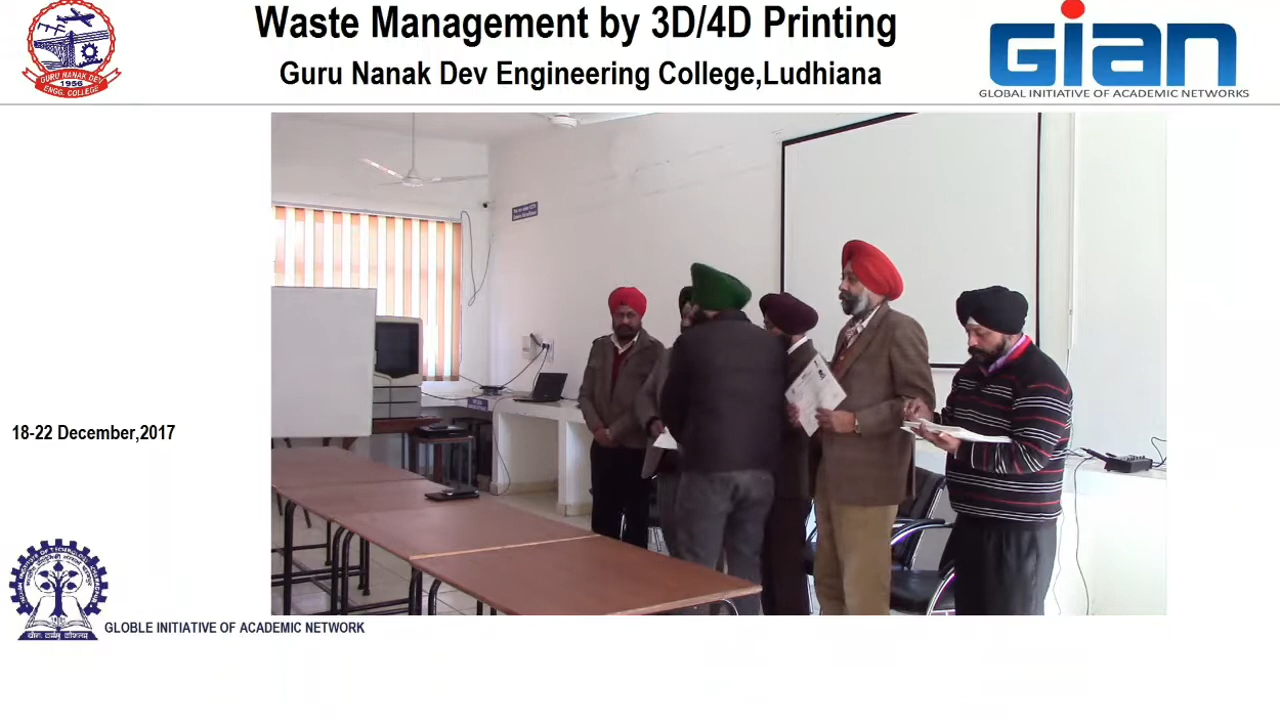 Waste Management by 3D/4D Printing
Guru Nanak Dev Engineering College,Ludhiana
GURU NANAK DEV
1956
ENGG. COLLEGE
GIAN
GLOBAL INITIATIVE OF ACADEMIC NETWORKS
18-22 December,2017
GLOBLE INITIATIVE OF ACADEMIC NETWORK